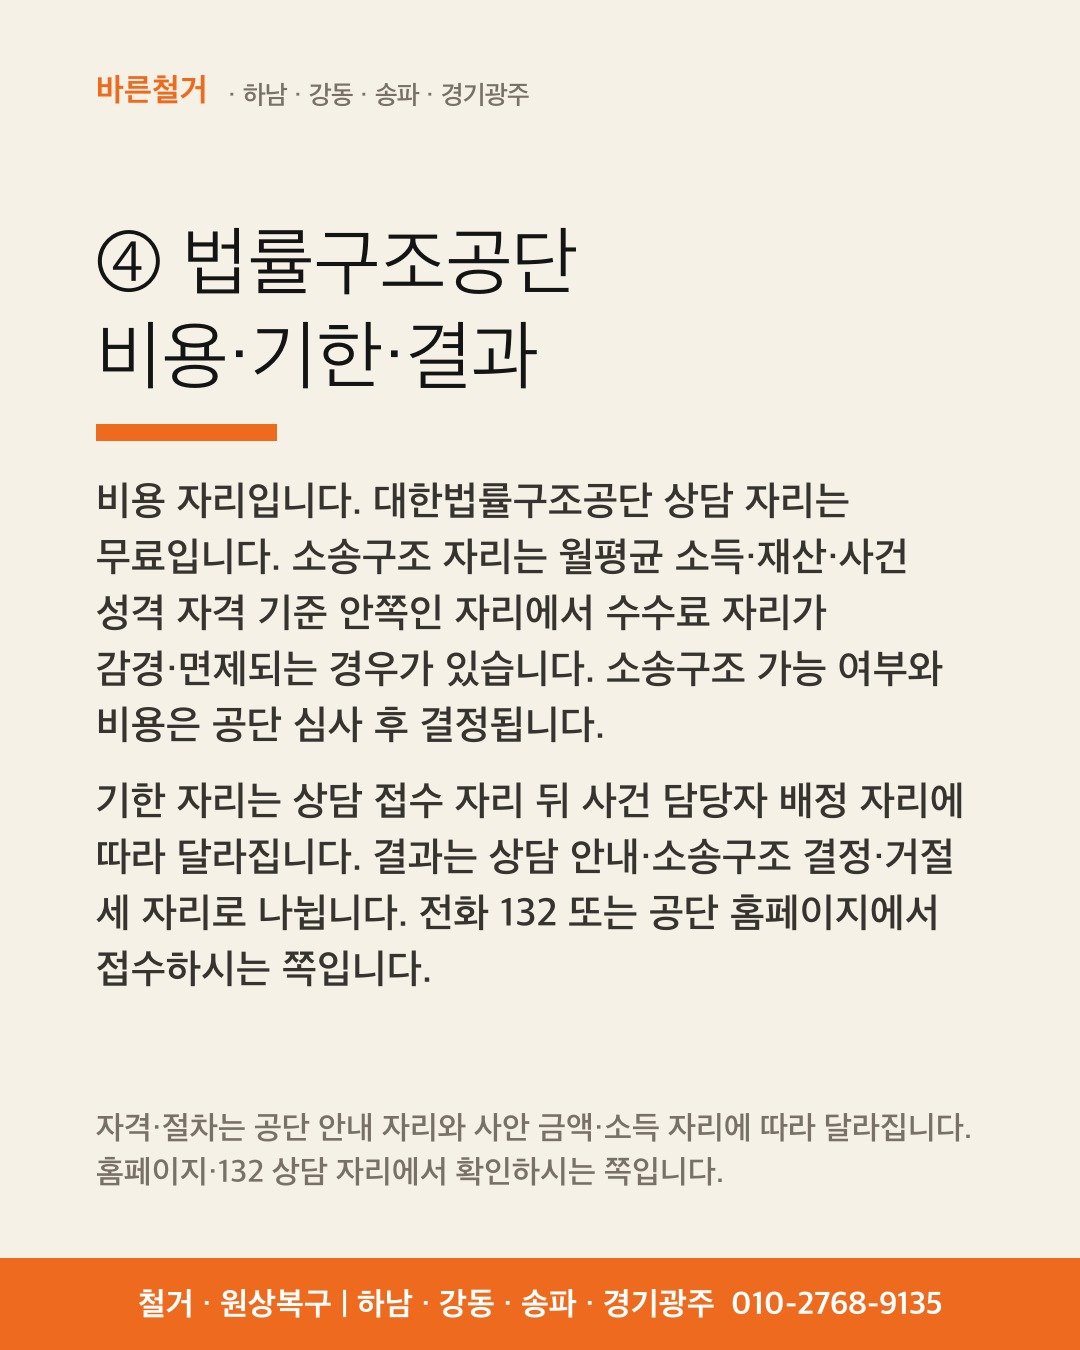 바른철거 · 하남 · 강동 · 송파 · 경기광주
④ 법률구조공단
비용·기한·결과
비용 자리입니다. 대한법률구조공단 상담 자리는
무료입니다. 소송구조 자리는 월평균 소득·재산·사건
성격 자격 기준 안쪽인 자리에서 수수료 자리가
감경·면제되는 경우가 있습니다. 소송구조 가능 여부와
비용은 공단 심사 후 결정됩니다.
기한 자리는 상담 접수 자리 뒤 사건 담당자 배정 자리에
따라 달라집니다. 결과는 상담 안내·소송구조 결정·거절
세 자리로 나뉩니다. 전화 132 또는 공단 홈페이지에서
접수하시는 쪽입니다.
자격·절차는 공단 안내 자리와 사안 금액·소득 자리에 따라 달라집니다.
홈페이지·132 상담 자리에서 확인하시는 쪽입니다.
철거 · 원상복구 | 하남 · 강동 · 송파 · 경기광주 010-2768-9135